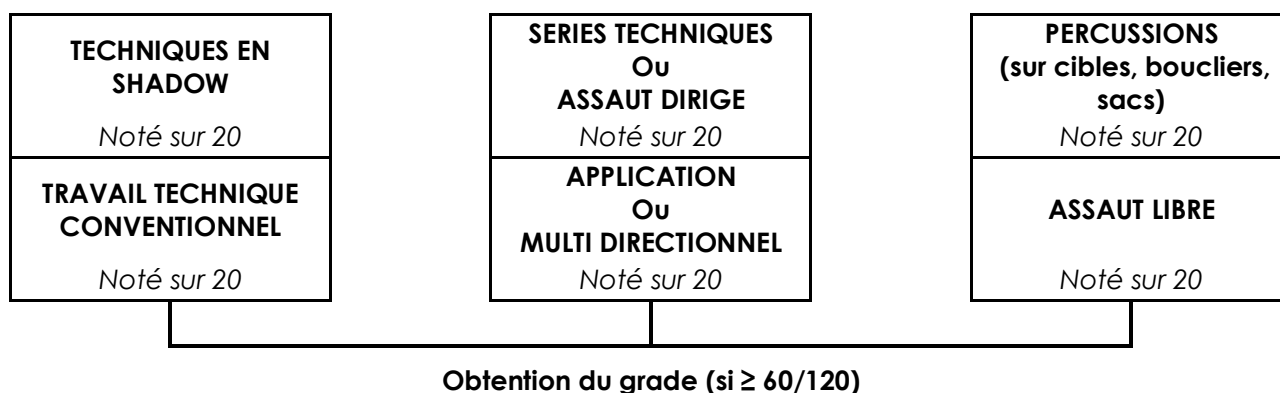 TECHNIQUES EN
SHADOW
Noté sur 20
TRAVAIL TECHNIQUE
CONVENTIONNEL
Noté sur 20
SERIES TECHNIQUES
Ou
ASSAUT DIRIGE
Noté sur 20
APPLICATION
Ou
MULTI DIRECTIONNEL
Noté sur 20
PERCUSSIONS
(sur cibles, boucliers,
sacs)
Noté sur 20
ASSAUT LIBRE
Noté sur 20
Obtention du grade (si ≥ 60/120)